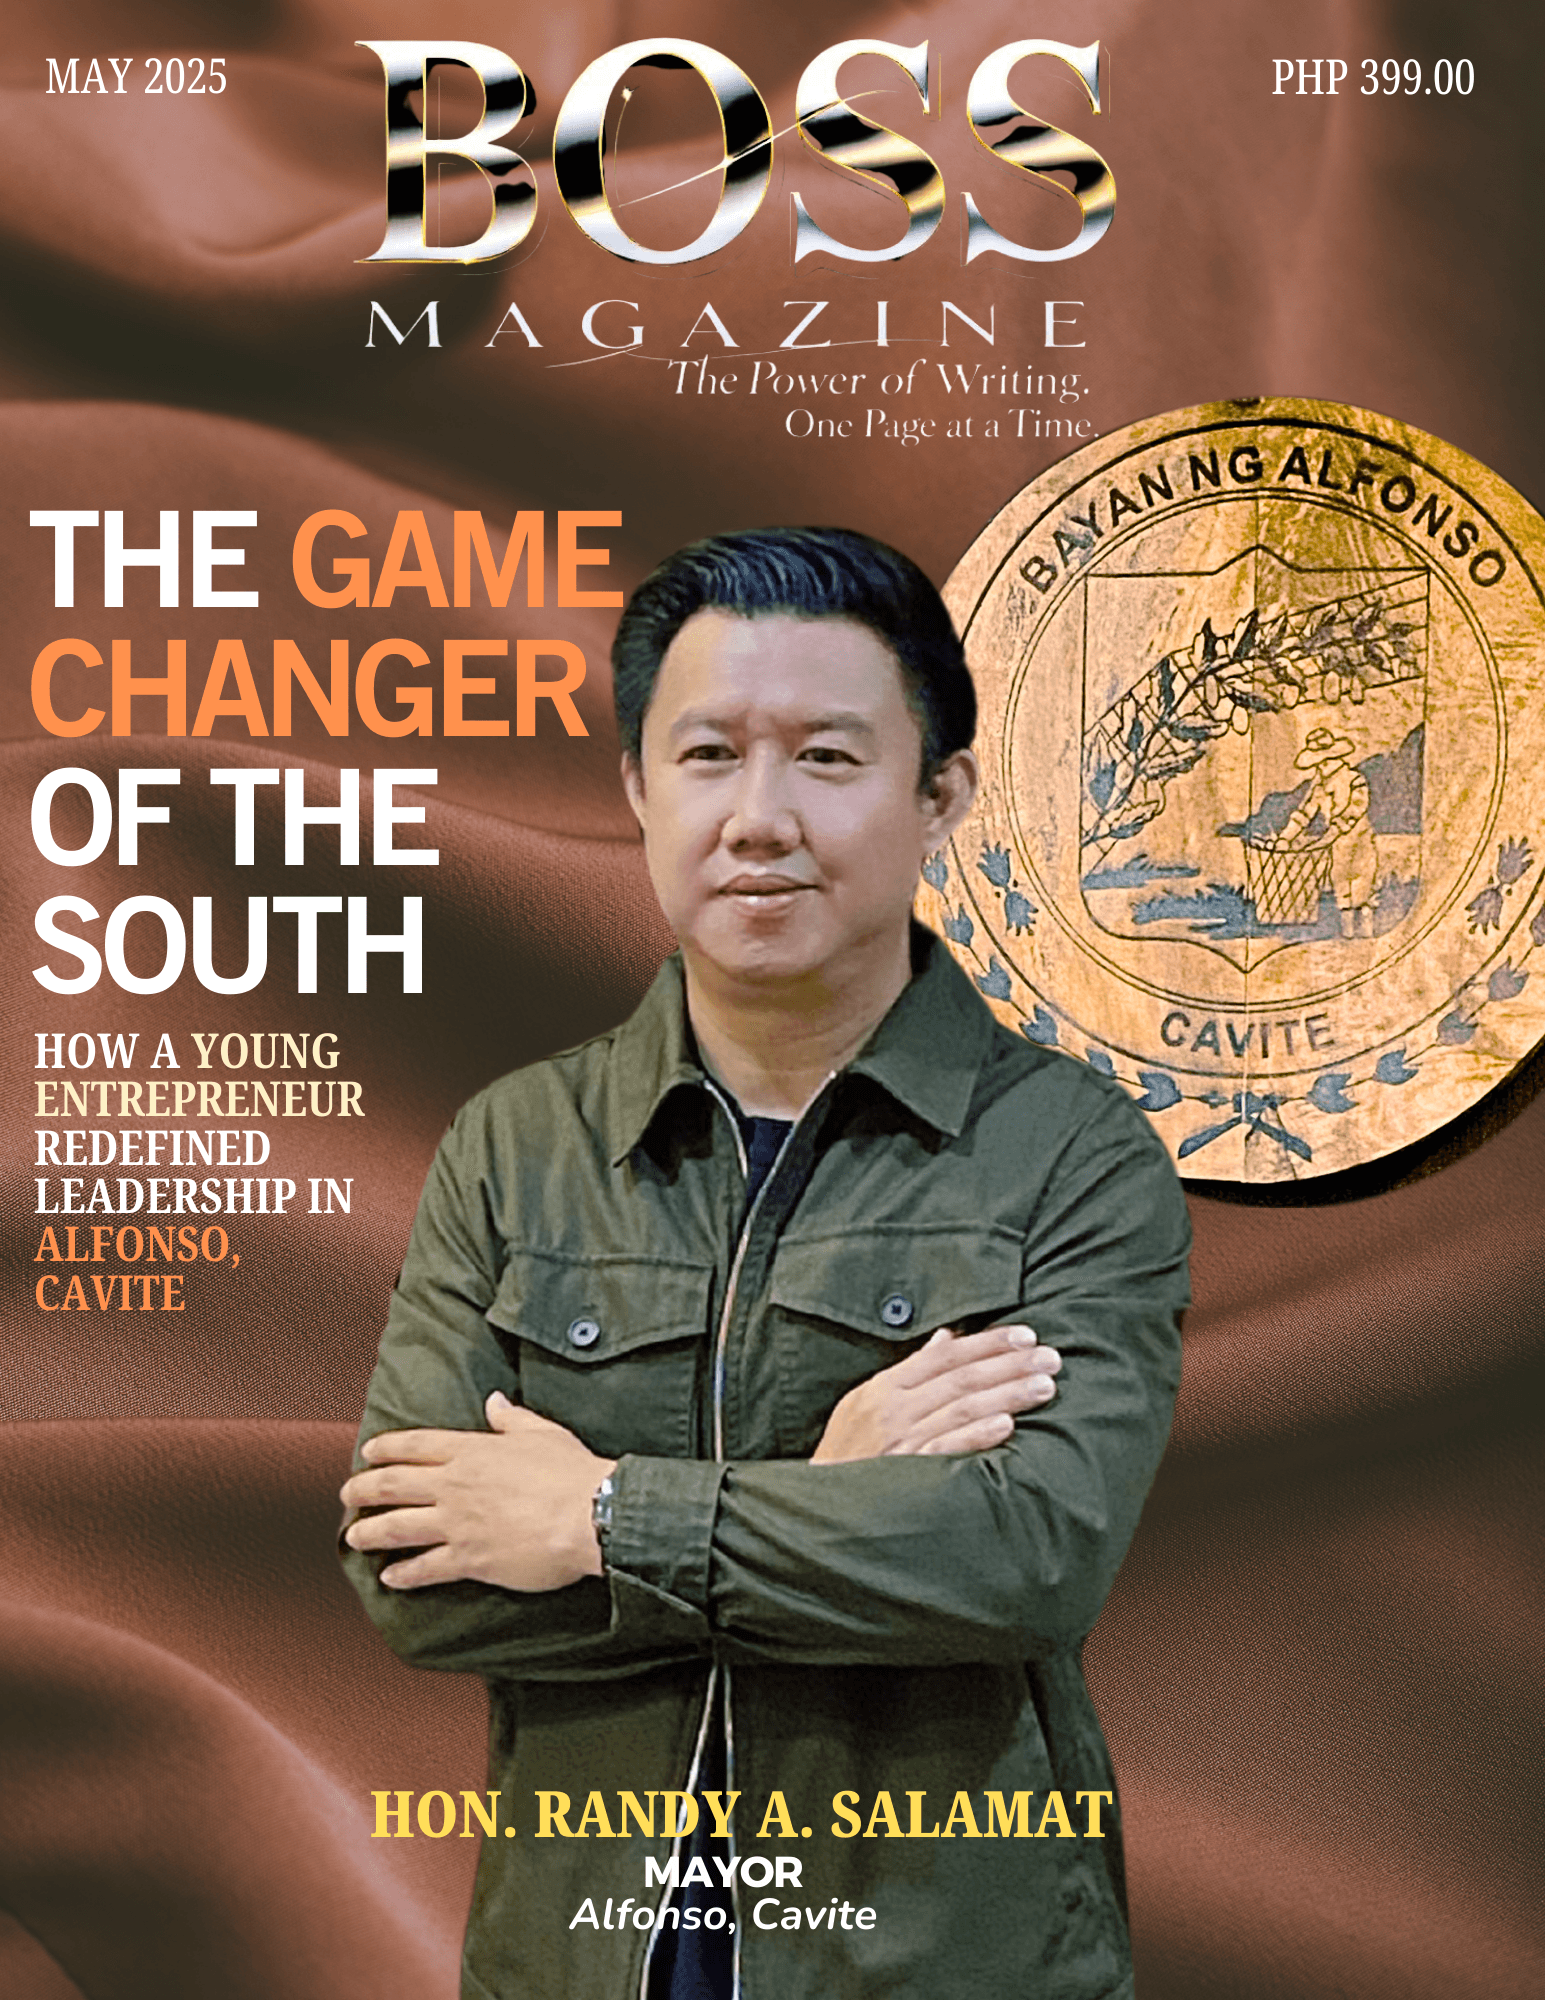 MAY 2025
BOSS
PHP 399.00
MAGAZINE
The Power of Writing.
One Page at a Time.
BAYAN NG ALFONSO
CAVITE
THE GAME
CHANGER
OF THE
SOUTH
HOW A YOUNG
ENTREPRENEUR
REDEFINED
LEADERSHIP IN
ALFONSO,
CAVITE
HON. RANDY A. SALAMAT
MAYOR
Alfonso, Cavite